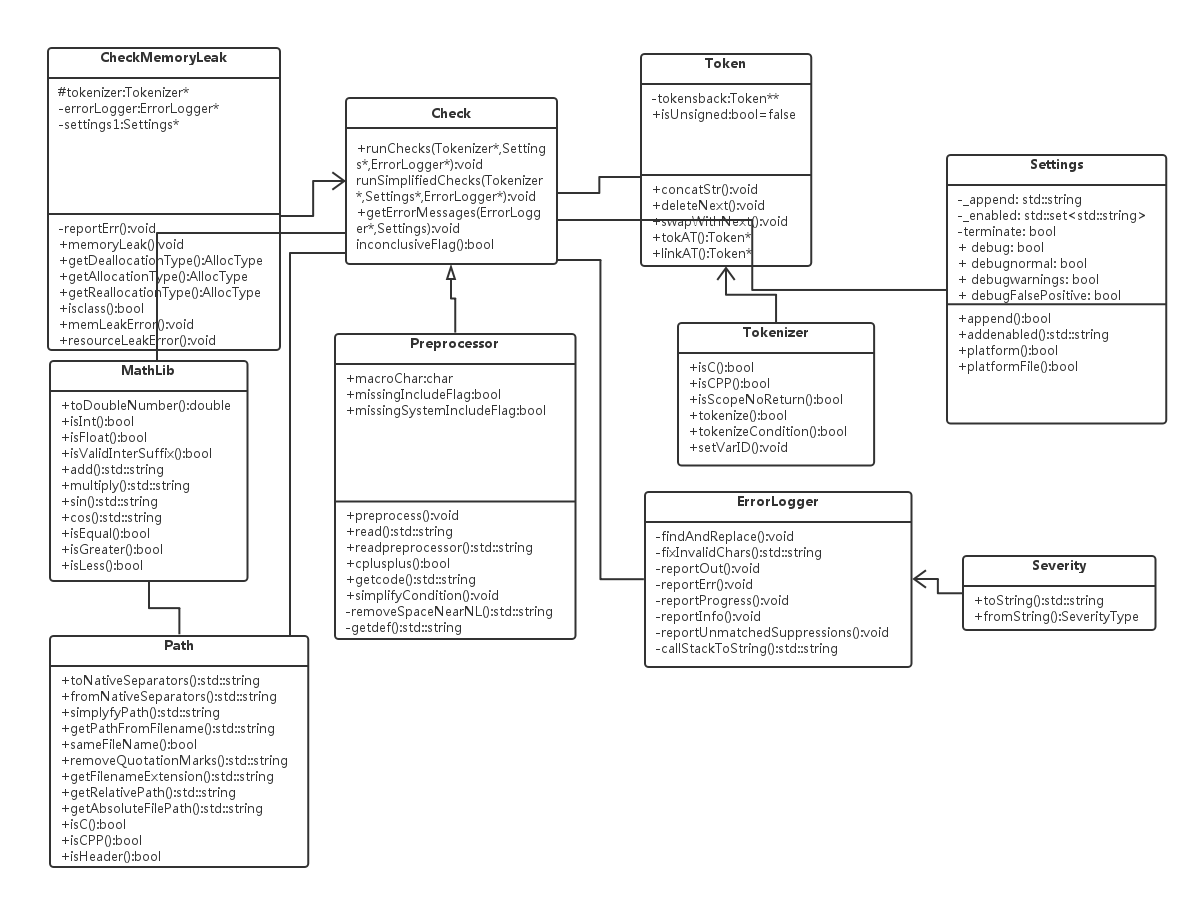 CheckMemoryLeak
#tokenizer:Tokenizer*
-errorLogger:ErrorLogger*
-settings1:Settings*
-reportErr():void
+memoryLeak():void
+getDeallocationType():AllocType
+getAllocationType():AllocType
+getReallocationType():AllocType
+isclass():bool
+memLeakError():void
+resourceLeakError():void
Check
+runChecks(Tokenizer*,Setting
s*,ErrorLogger*):void
runSimplifiedChecks(Tokenizer
*,Settings*,ErrorLogger*):void
+getErrorMessages(ErrorLogg
er*,Settings):void
inconclusiveFlag():bool
Token
-tokensback:Token**
+isUnsigned:bool=false
+concatStr():void
+deleteNext():void
+swapWithNext():void
+tokAT():Token*
+linkAT():Token*
Settings
-_append: std::string
-_enabled: std::set<std::string>
-terminate: bool
+ debug: bool
+ debugnormal: bool
+ debugwarnings: bool
+ debugFalsePositive: bool
+append():bool
+addenabled():std::string
+platform():bool
+platformFile():bool
Tokenizer
+isC():bool
+isCPP():bool
+isScopeNoReturn():bool
+tokenize():bool
+tokenizeCondition():bool
+setVarID():void
Preprocessor
+macroChar:char
+missingIncludeFlag:bool
+missingSystemIncludeFlag:bool
+preprocess():void
+read():std::string
+readpreprocessor():std::string
+cplusplus():bool
+getcode():std::string
+simplifyCondition():void
-removeSpaceNearNL():std::string
-getdef():std::string
MathLib
+toDoubleNumber():double
+isInt():bool
+isFloat():bool
+isValidInterSuffix():bool
+add():std::string
+multiply():std::string
+sin():std::string
+cos():std::string
+isEqual():bool
+isGreater():bool
+isLess():bool
ErrorLogger
-findAndReplace():void
-fixInvalidChars():std::string
-reportOut():void
-reportErr():void
-reportProgress():void
-reportInfo():void
-reportUnmatchedSuppressions():void
-callStackToString():std::string
Severity
+toString():std::string
+fromString():SeverityType
Path
+toNativeSeparators():std::string
+fromNativeSeparators():std::string
+simplyfyPath():std::string
+getPathFromFilename():std::string
+sameFileName():bool
+removeQuotationMarks():std::string
+getFilenameExtension():std::string
+getRelativePath():std::string
+getAbsoluteFilePath():std::string
+isC():bool
+isCPP():bool
+isHeader():bool